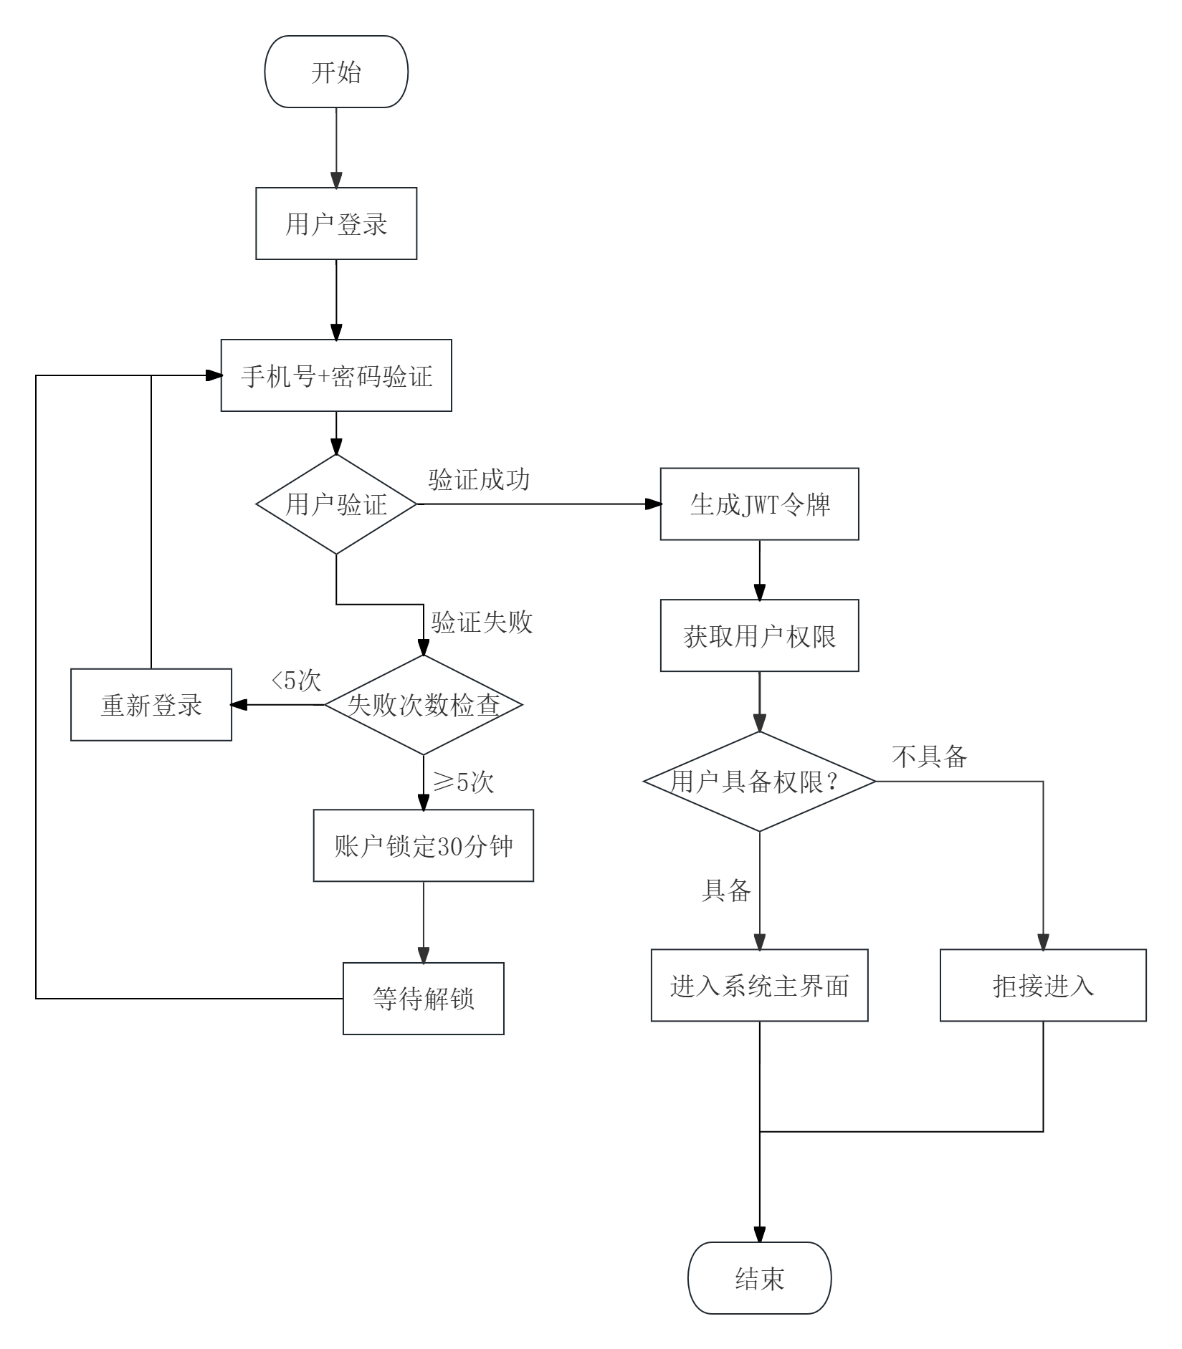 开始
用户登录
手机号+密码验证
用户验证
验证成功
生成JWT令牌
验证失败
获取用户权限
<5次
重新登录
失败次数检查
不具备
用户具备权限?
≥5次
账户锁定30分钟
具备
等待解锁
进入系统主界面
拒接进入
结束